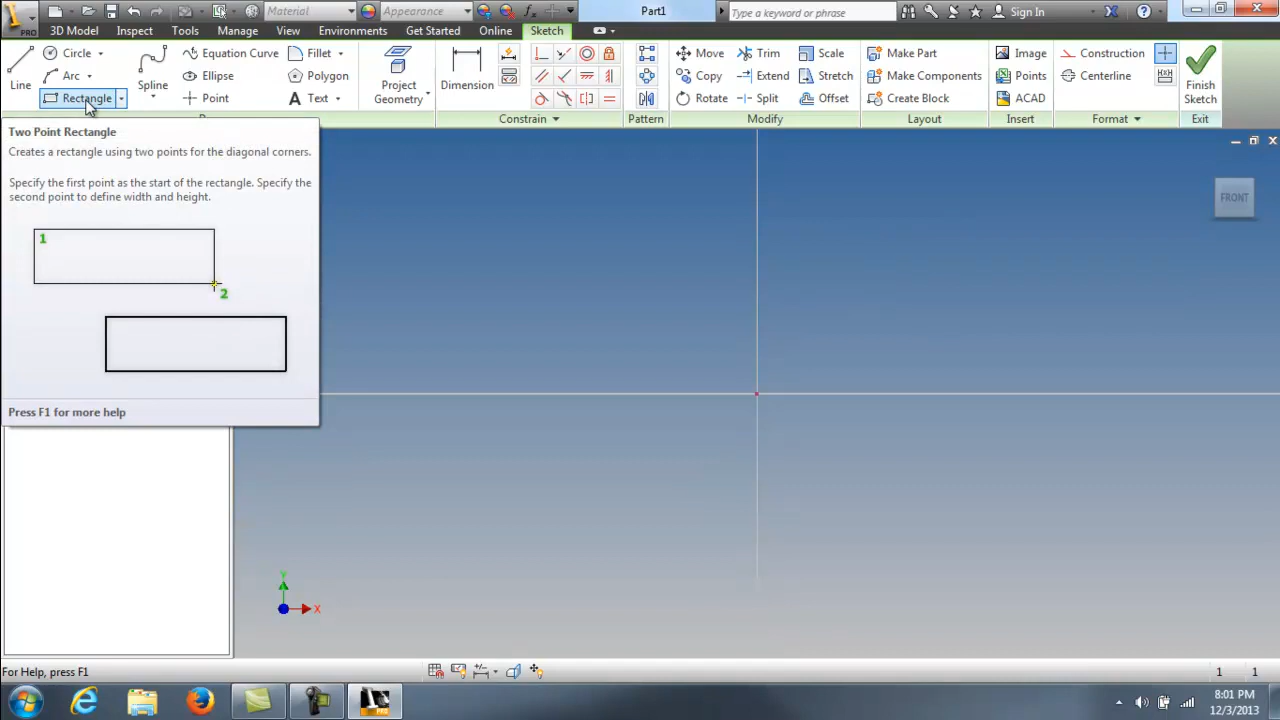 Material
Appearance
Part1
Type a keyword or phrase
Sign In
PRO
3D Model Inspect Tools Manage View Environments Get Started Online Sketch
Line
Circle
Arc
Rectangle
Spline
Equation Curve
Ellipse
Point
Fillet
Polygon
Text
Project
Geometry
Dimension
Constrain
Pattern
Move
Copy
Rotate
Trim
Extend
Split
Scale
Stretch
Offset
Modify
Make Part
Make Components
Create Block
Layout
Image
Points
ACAD
Insert
Construction
Centerline
Format
Finish
Sketch
Exit
Two Point Rectangle
Creates a rectangle using two points for the diagonal corners.
Specify the first point as the start of the rectangle. Specify the
second point to define width and height.
1
2
Press F1 for more help
FRONT
Y
X
For Help, press F1
1 1
8:01 PM
12/3/2013